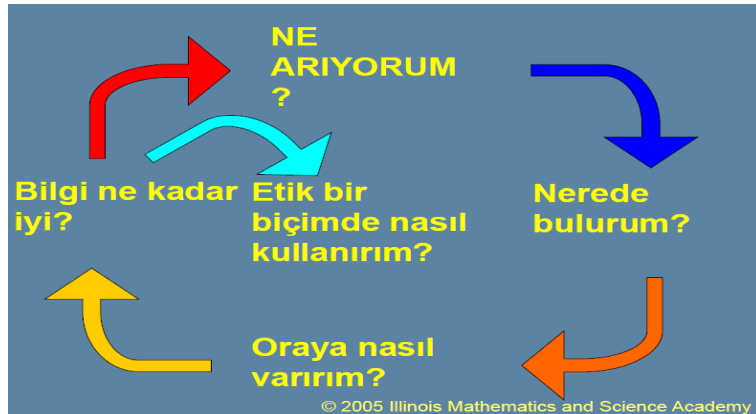 NE
ARIYORUM
?
Bilgi ne kadar
iyi?
Etik bir
biçimde nasıl
kullanırım?
Nerede
bulurum?
Oraya nasıl
varırım?
© 2005 Illinois Mathematics and Science Academy